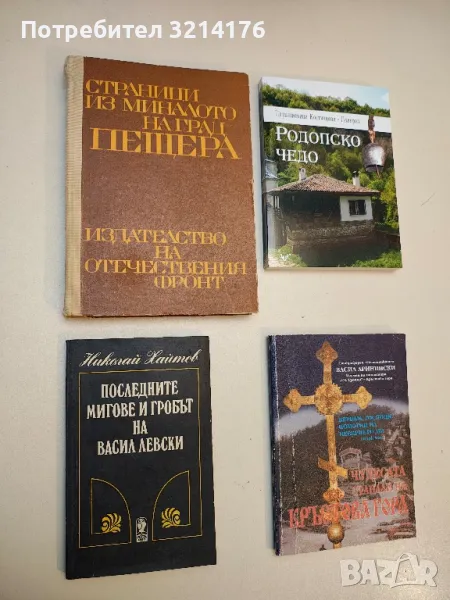 Потребител: 3214176
СТРАНИЦИ
ИЗ МИНАЛОТО
НА ГРАД
ПЕЩЕРА
ИЗДАТЕЛСТВО
НА
ОТЕЧЕСТВЕНИЯ
ФРОНТ
РОДОПСКО
ЧЕДО
Николай Хайтов
ПОСЛЕДНИТЕ
МИГОВЕ И ГРОБЪТ
НА
ВАСИЛ ЛЕВСКИ
ВАСИЛ
КРЪСТОВА ГОРА
BAZAR